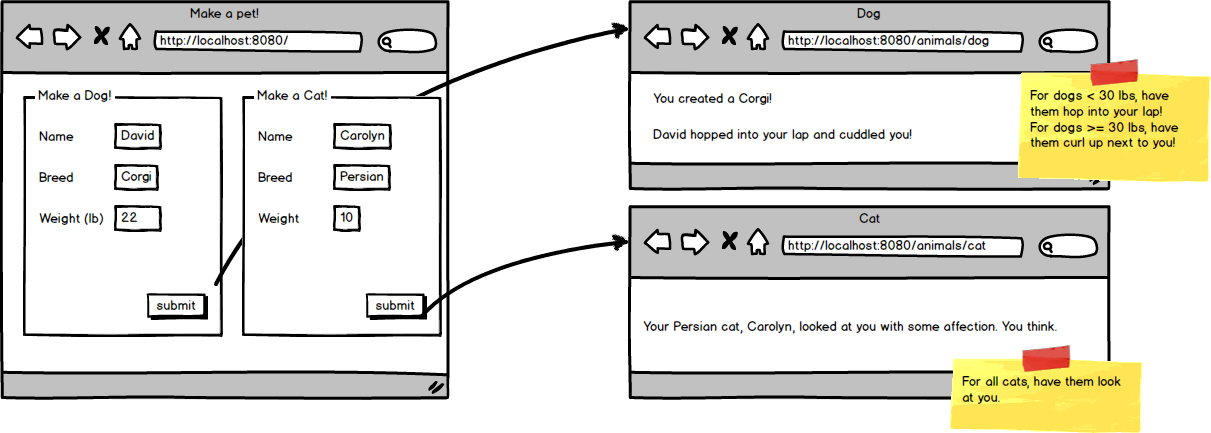 Make a pet!
http://localhost:8080/
Make a Dog!
Name
David
Breed
Corgi
Weight (lb)
22
submit
Make a Cat!
Name
Carolyn
Breed
Persian
Weight
10
submit
Dog
http://localhost:8080/animals/dog
You created a Corgi!
David hopped into your lap and cuddled you!
For dogs < 30 lbs, have
them hop into your lap!
For dogs >= 30 lbs, have
them curl up next to you!
Cat
http://localhost:8080/animals/cat
Your Persian cat, Carolyn, looked at you with some affection. You think.
For all cats, have them look
at you.